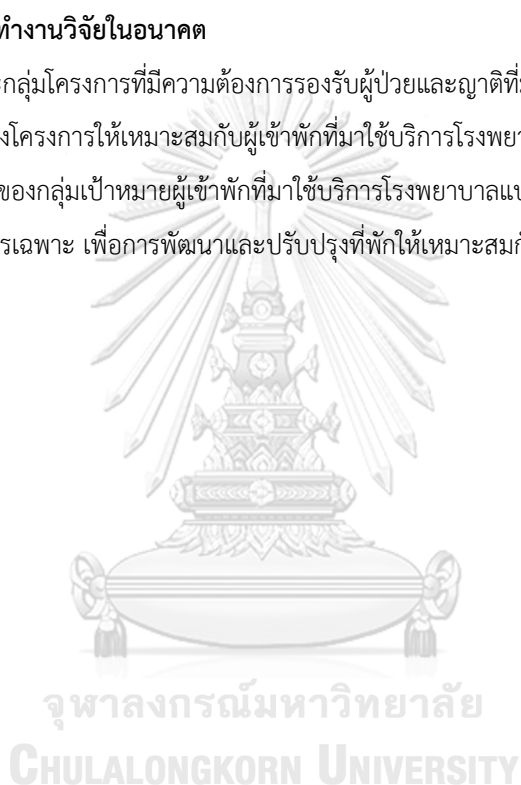 ทำงานวิจัยในอนาคต
กลุ่มโครงการที่มีความต้องการรองรับผู้ป่วยและญาติที่
งโครงการให้เหมาะสมกับผู้เข้าพักที่มาใช้บริการโรงพยา
ของกลุ่มเป้าหมายผู้เข้าพักที่มาใช้บริการโรงพยาบาลแบ
รเฉพาะ เพื่อการพัฒนาและปรับปรุงที่พักให้เหมาะสมกั
จุฬาลงกรณ์มหาวิทยาลัย
CHULALONGKORN UNIVERSITY